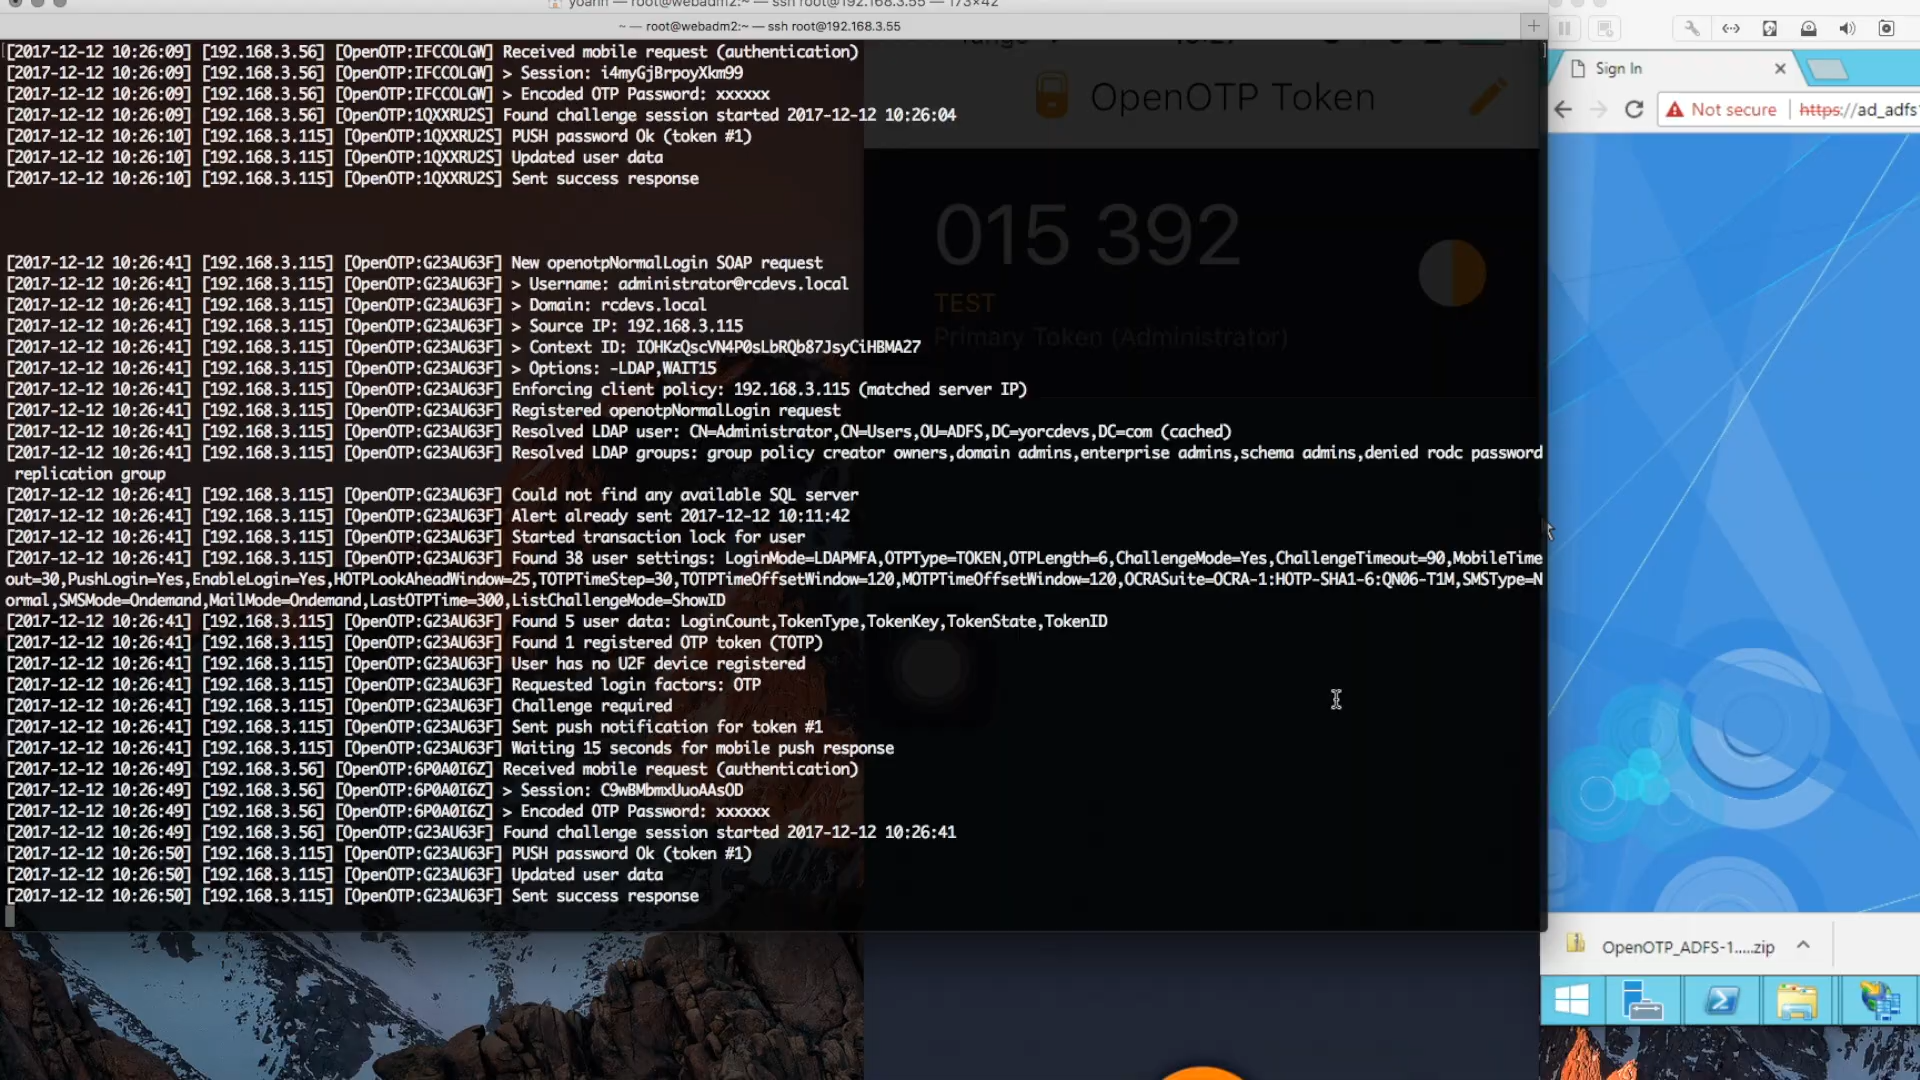 yoann — root@webadm2:~ — ssh root@192.168.3.55 — 173×42
~ — root@webadm2:~ — ssh root@192.168.3.55
+
[2017-12-12 10:26:09] [192.168.3.56] [OpenOTP:IFCCOLGW] Received mobile request (authentication)
[2017-12-12 10:26:09] [192.168.3.56] [OpenOTP:IFCCOLGW] > Session: i4myGjBrpoyXkm99
[2017-12-12 10:26:09] [192.168.3.56] [OpenOTP:IFCCOLGW] > Encoded OTP Password: xxxxxx
[2017-12-12 10:26:09] [192.168.3.56] [OpenOTP:1QXXRU2S] Found challenge session started 2017-12-12 10:26:04
[2017-12-12 10:26:10] [192.168.3.115] [OpenOTP:1QXXRU2S] PUSH password Ok (token #1)
[2017-12-12 10:26:10] [192.168.3.115] [OpenOTP:1QXXRU2S] Updated user data
[2017-12-12 10:26:10] [192.168.3.115] [OpenOTP:1QXXRU2S] Sent success response
[2017-12-12 10:26:41] [192.168.3.115] [OpenOTP:G23AU63F] New openotpNormalLogin SOAP request
[2017-12-12 10:26:41] [192.168.3.115] [OpenOTP:G23AU63F] > Username: administrator@rcdevs.local
[2017-12-12 10:26:41] [192.168.3.115] [OpenOTP:G23AU63F] > Domain: rcdevs.local
[2017-12-12 10:26:41] [192.168.3.115] [OpenOTP:G23AU63F] > Source IP: 192.168.3.115
[2017-12-12 10:26:41] [192.168.3.115] [OpenOTP:G23AU63F] > Context ID: IOHKzQscVN4P0sLbRQb87JsyCiHBMA27
[2017-12-12 10:26:41] [192.168.3.115] [OpenOTP:G23AU63F] > Options: -LDAP,WAIT15
[2017-12-12 10:26:41] [192.168.3.115] [OpenOTP:G23AU63F] Enforcing client policy: 192.168.3.115 (matched server IP)
[2017-12-12 10:26:41] [192.168.3.115] [OpenOTP:G23AU63F] Registered openotpNormalLogin request
[2017-12-12 10:26:41] [192.168.3.115] [OpenOTP:G23AU63F] Resolved LDAP user: CN=Administrator,CN=Users,OU=ADFS,DC=yorcdevs,DC=com (cached)
[2017-12-12 10:26:41] [192.168.3.115] [OpenOTP:G23AU63F] Resolved LDAP groups: group policy creator owners,domain admins,enterprise admins,schema admins,denied rodc password
replication group
[2017-12-12 10:26:41] [192.168.3.115] [OpenOTP:G23AU63F] Could not find any available SQL server
[2017-12-12 10:26:41] [192.168.3.115] [OpenOTP:G23AU63F] Alert already sent 2017-12-12 10:11:42
[2017-12-12 10:26:41] [192.168.3.115] [OpenOTP:G23AU63F] Started transaction lock for user
[2017-12-12 10:26:41] [192.168.3.115] [OpenOTP:G23AU63F] Found 38 user settings: LoginMode=LDAPMFA,OTPType=TOKEN,OTPLength=6,ChallengeMode=Yes,ChallengeTimeout=90,MobileTime
out=30,PushLogin=Yes,EnableLogin=Yes,HOTPLookAheadWindow=25,TOTPTimeStep=30,TOTPTimeOffsetWindow=120,MOTPTimeOffsetWindow=120,OCRASuite=OCRA-1:HOTP-SHA1-6:QN06-T1M,SMSType=N
ormal,SMSMode=Ondemand,MailMode=Ondemand,LastOTPTime=300,ListChallengeMode=ShowID
[2017-12-12 10:26:41] [192.168.3.115] [OpenOTP:G23AU63F] Found 5 user data: LoginCount,TokenType,TokenKey,TokenState,TokenID
[2017-12-12 10:26:41] [192.168.3.115] [OpenOTP:G23AU63F] Found 1 registered OTP token (TOTP)
[2017-12-12 10:26:41] [192.168.3.115] [OpenOTP:G23AU63F] User has no U2F device registered
[2017-12-12 10:26:41] [192.168.3.115] [OpenOTP:G23AU63F] Requested login factors: OTP
[2017-12-12 10:26:41] [192.168.3.115] [OpenOTP:G23AU63F] Challenge required
[2017-12-12 10:26:41] [192.168.3.115] [OpenOTP:G23AU63F] Sent push notification for token #1
[2017-12-12 10:26:41] [192.168.3.115] [OpenOTP:G23AU63F] Waiting 15 seconds for mobile push response
[2017-12-12 10:26:49] [192.168.3.56] [OpenOTP:6P0A0I6Z] Received mobile request (authentication)
[2017-12-12 10:26:49] [192.168.3.56] [OpenOTP:6P0A0I6Z] > Session: C9wBMbmxUuoAAsOD
[2017-12-12 10:26:49] [192.168.3.56] [OpenOTP:6P0A0I6Z] > Encoded OTP Password: xxxxxx
[2017-12-12 10:26:49] [192.168.3.56] [OpenOTP:G23AU63F] Found challenge session started 2017-12-12 10:26:41
[2017-12-12 10:26:50] [192.168.3.115] [OpenOTP:G23AU63F] PUSH password Ok (token #1)
[2017-12-12 10:26:50] [192.168.3.115] [OpenOTP:G23AU63F] Updated user data
[2017-12-12 10:26:50] [192.168.3.115] [OpenOTP:G23AU63F] Sent success response
OpenOTP Token
015 392
TEST
Primary Token (Administrator)
Sign In
Not secure
https://ad_adfs
OpenOTP_ADFS-1.....zip